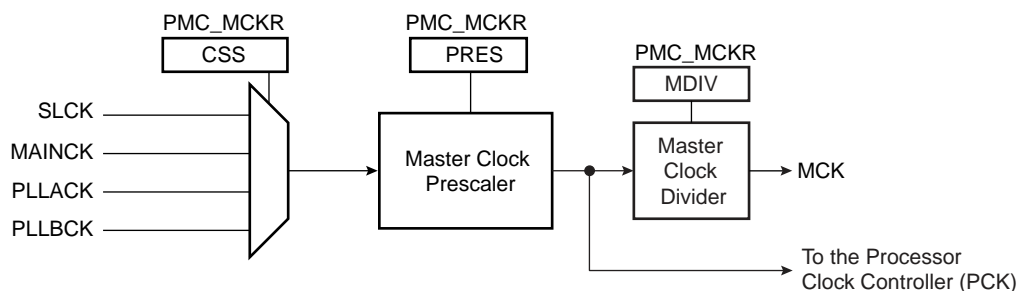 PMC_MCKR
CSS
PMC_MCKR
PRES
PMC_MCKR
MDIV
SLCK
MAINCK
PLLACK
PLLBCK
Master Clock
Prescaler
Master
Clock
Divider
MCK
To the Processor
Clock Controller (PCK)